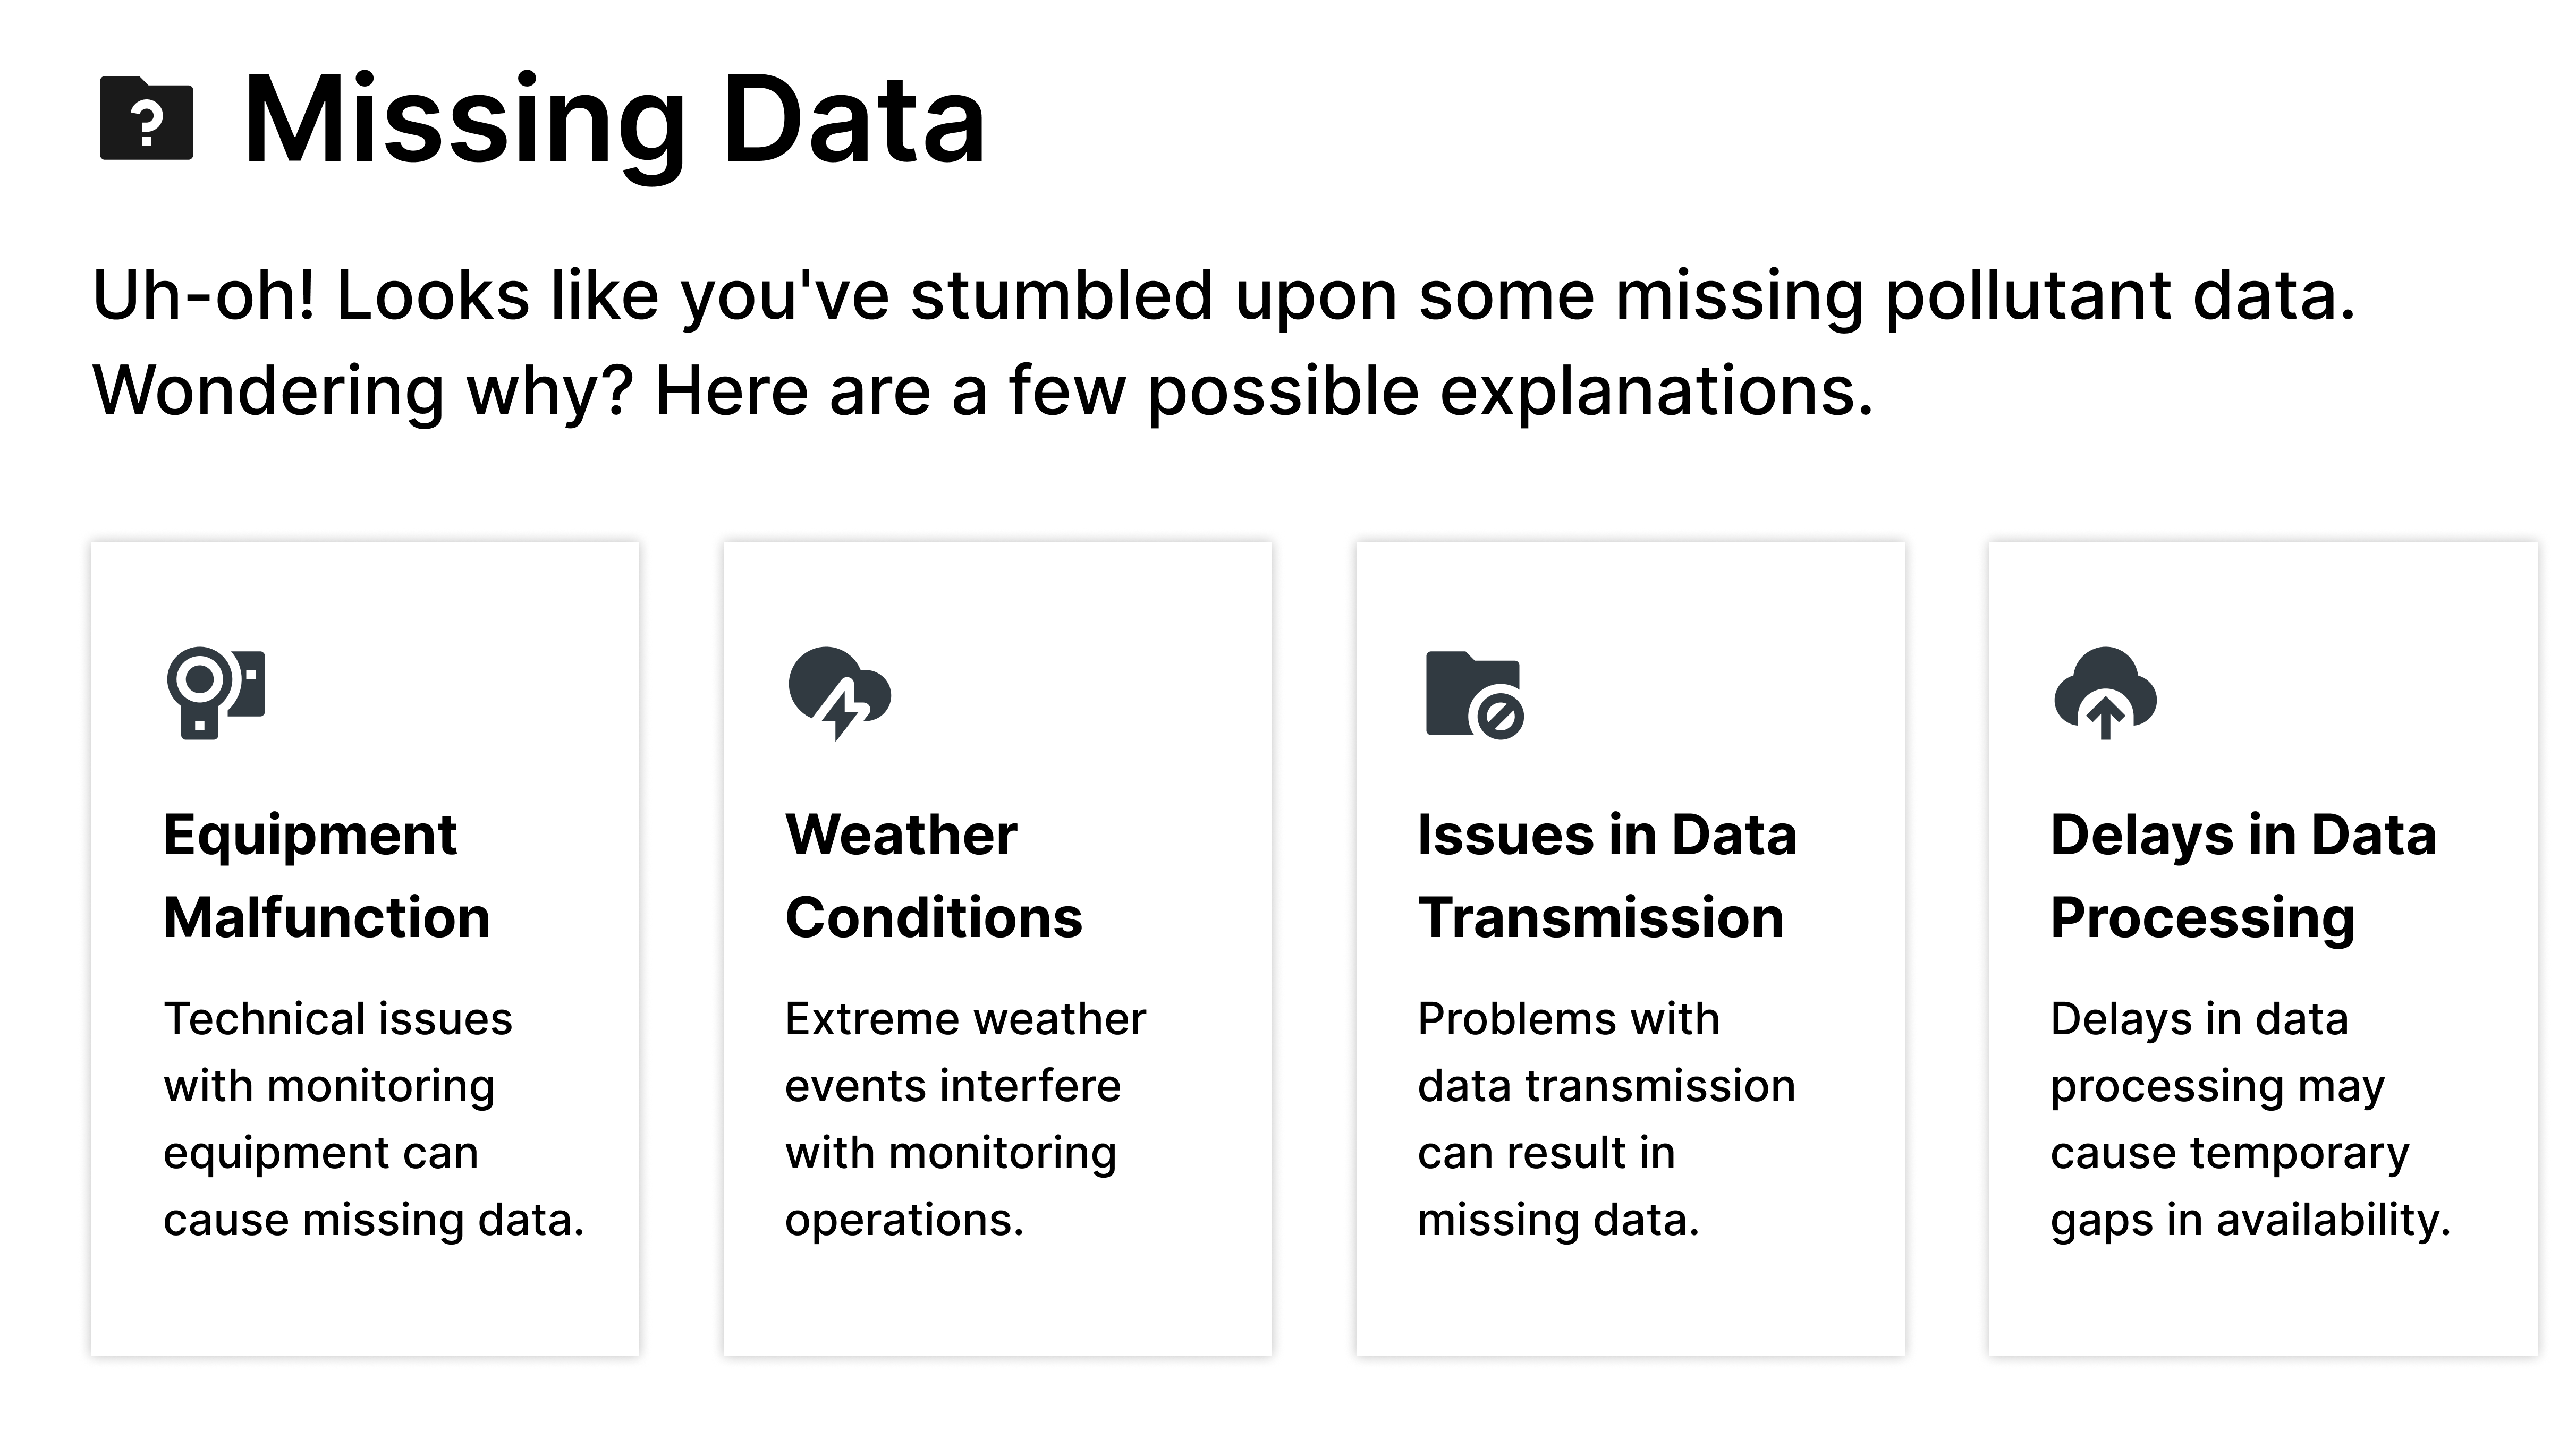 Missing Data
Uh-oh! Looks like you've stumbled upon some missing pollutant data.
Wondering why? Here are a few possible explanations.
Equipment
Malfunction
Technical issues
with monitoring
equipment can
cause missing data.
Weather
Conditions
Extreme weather
events interfere
with monitoring
operations.
Issues in Data
Transmission
Problems with
data transmission
can result in
missing data.
Delays in Data
Processing
Delays in data
processing may
cause temporary
gaps in availability.